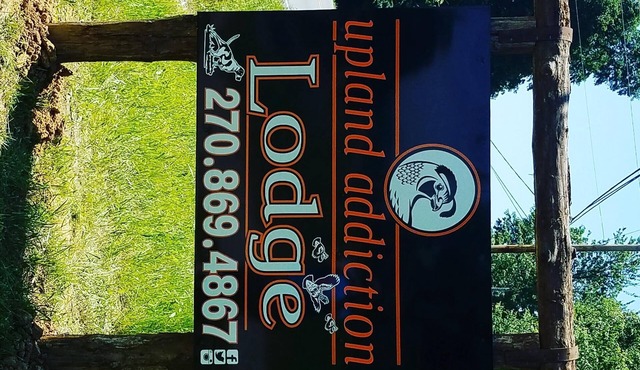 upland addiction
Lodge
270.869.4867